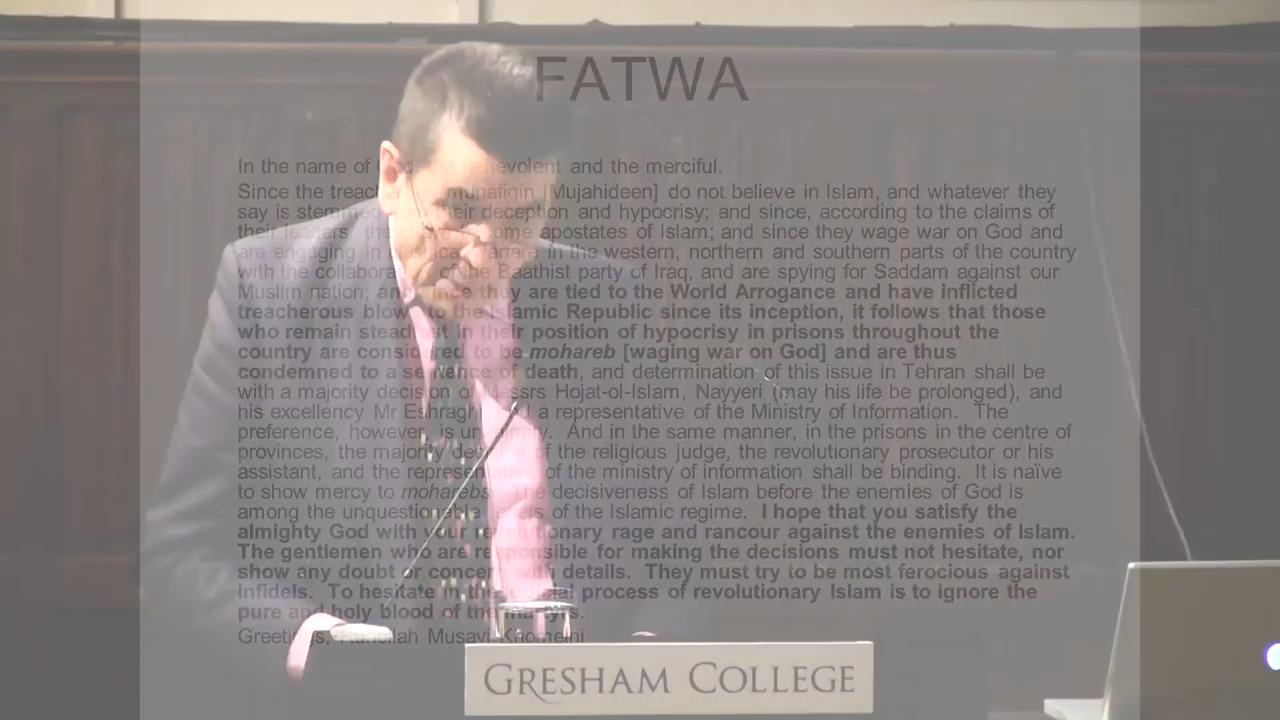 FATWA
In the name of God the benevolent and the merciful.
Since the treacherous munafiqin [Mujahideen] do not believe in Islam, and whatever they
say is stemmed from their deception and hypocrisy; and since, according to the claims of
their leaders, they become apostates of Islam; and since they wage war on God and
are engaging in warfare in the western, northern and southern parts of the country
with the collaboration of the Baathist party of Iraq, and are spying for Saddam against our
Muslim nation; and since they are tied to the World Arrogance and have inflicted
treacherous blows to the Islamic Republic since its inception, it follows that those
who remain steadfast in their position of hypocrisy in prisons throughout the
country are considered to be mohareb [waging war on God] and are thus
condemned to a sentence of death, and determination of this issue in Tehran shall be
with a majority decision of Messrs Hojat-ol-Islam, Nayyeri (may his life be prolonged), and
his excellency Mr Eshraghi and a representative of the Ministry of Information. The
preference, however, is unanimity. And in the same manner, in the prisons in the centre of
provinces, the majority decision of the religious judge, the revolutionary prosecutor or his
assistant, and the representative of the ministry of information shall be binding. It is naïve
to show mercy to moharebs. The decisiveness of Islam before the enemies of God is
among the unquestionable tenets of the Islamic regime. I hope that you satisfy the
almighty God with your revolutionary rage and rancour against the enemies of Islam.
The gentlemen who are responsible for making the decisions must not hesitate, nor
show any doubt or concern with details. They must try to be most ferocious against
infidels. To hesitate in the judicial process of revolutionary Islam is to ignore the
pure and holy blood of the martyrs.
Greetings, Ruhollah Musavi Khomeini
GRESHAM COLLEGE